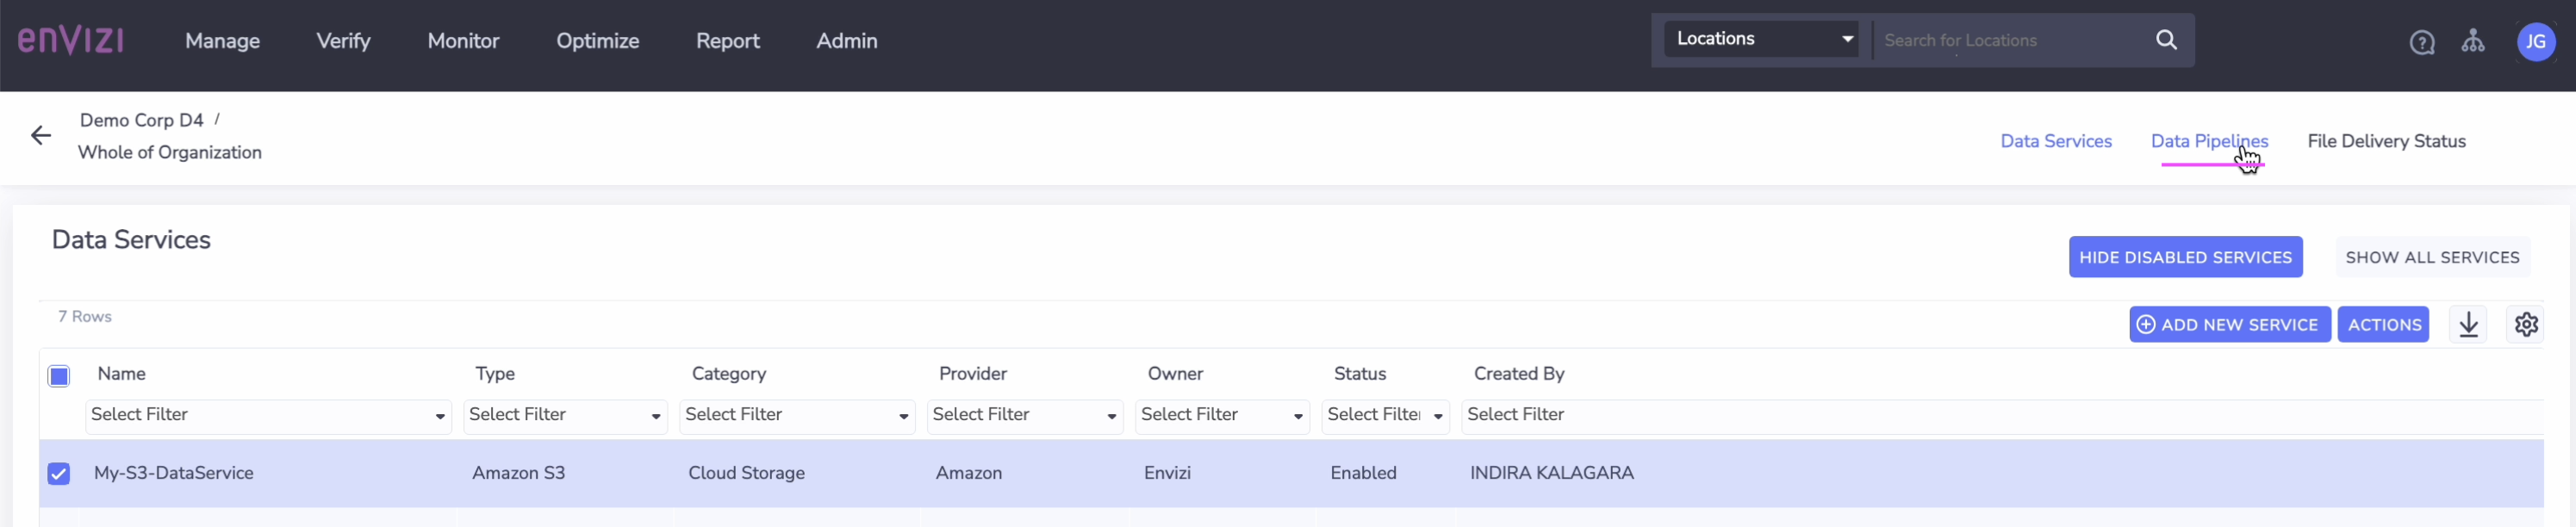 enVIZI Manage Verify Monitor Optimize Report Admin Locations Search for Locations JG
Demo Corp D4 /
Whole of Organization
Data Services Data Pipelines File Delivery Status
Data Services
HIDE DISABLED SERVICES SHOW ALL SERVICES
7 Rows
ADD NEW SERVICE ACTIONS
Name Type Category Provider Owner Status Created By
Select Filter Select Filter Select Filter Select Filter Select Filter Select Filte Select Filter
My-S3-DataService Amazon S3 Cloud Storage Amazon Envizi Enabled INDIRA KALAGARA